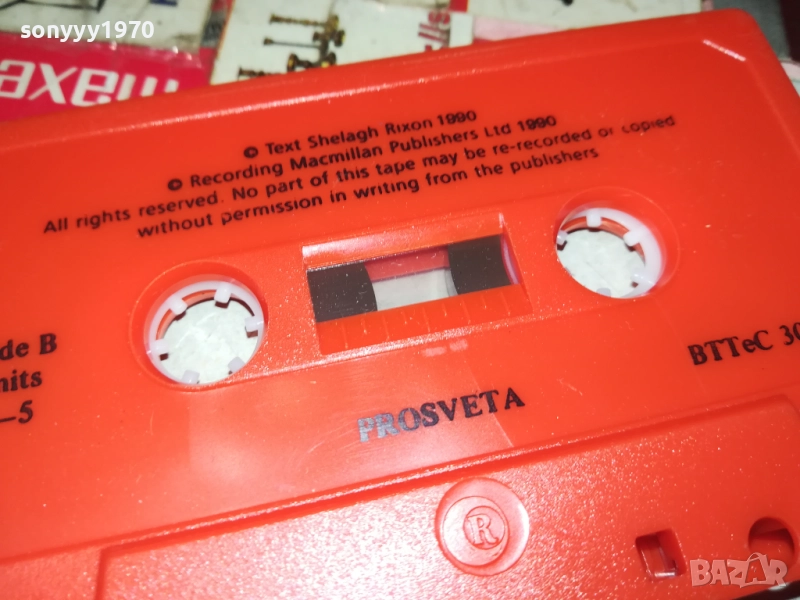 sonyyy1970
maxell
© Text Shelagh Rixon 1990
© Recording Macmillan Publishers Ltd 1990
All rights reserved. No part of this tape may be re-recorded or copied
without permission in writing from the publishers
de B
nits
–5
BTTeC 30
PROSVETA
R
BAZAR